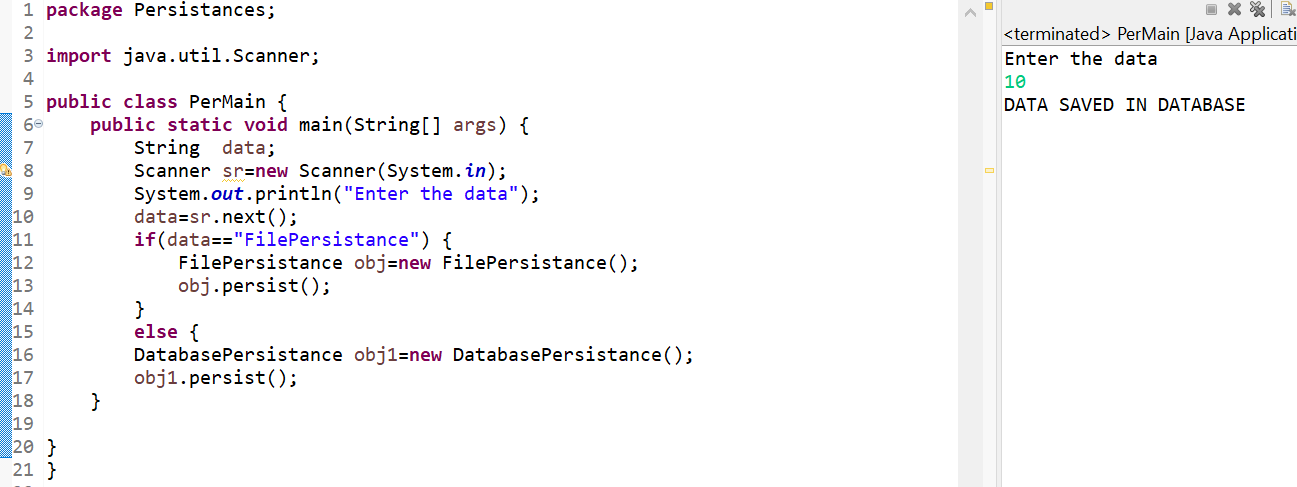 1 package Persistances;
2
3 import java.util.Scanner;
4
5 public class PerMain {
6     public static void main(String[] args) {
7         String  data;
8         Scanner sr=new Scanner(System.in);
9         System.out.println("Enter the data");
10         data=sr.next();
11         if(data=="FilePersistance") {
12             FilePersistance obj=new FilePersistance();
13             obj.persist();
14         }
15         else {
16         DatabasePersistance obj1=new DatabasePersistance();
17         obj1.persist();
18     }
19
20 }
21 }
<terminated> PerMain [Java Applicati
Enter the data
10
DATA SAVED IN DATABASE